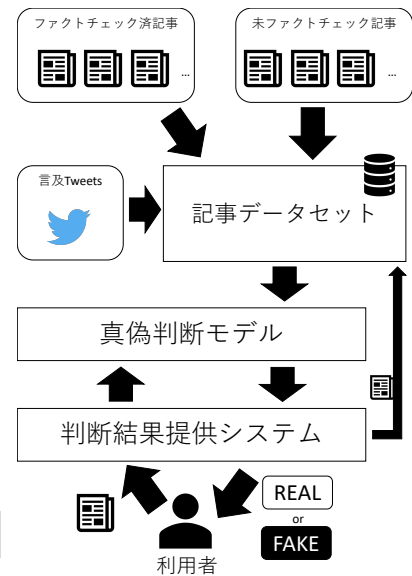 ファクトチェック済記事
未ファクトチェック記事
...
...
言及Tweets
記事データセット
真偽判断モデル
判断結果提供システム
REAL
or
FAKE
利用者